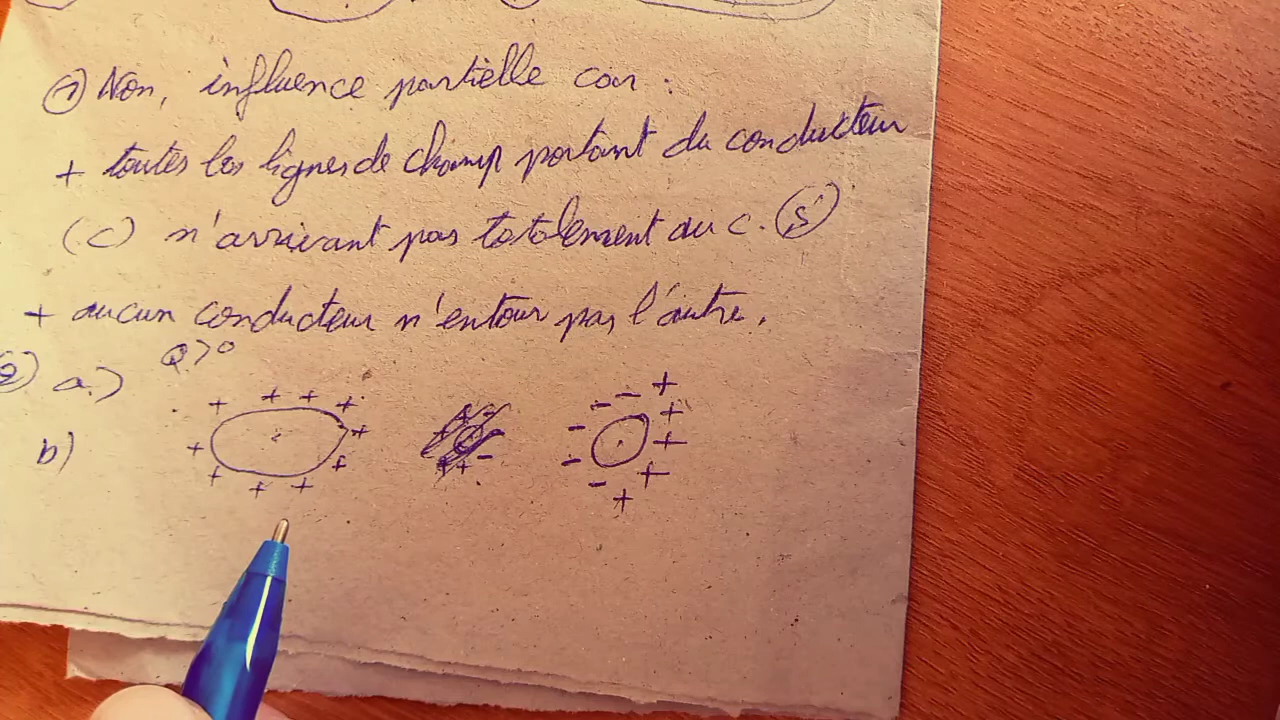 ① Non, influence partielle car :
+ toutes les lignes de champ partant du conducteur
(C) n'arrivant pas totalement au c. (S')
+ aucun conducteur n'entour pas l'autre.
② a.) Q>0
b)
+ + + + + + + + + + +
- - - - - - + + + + +